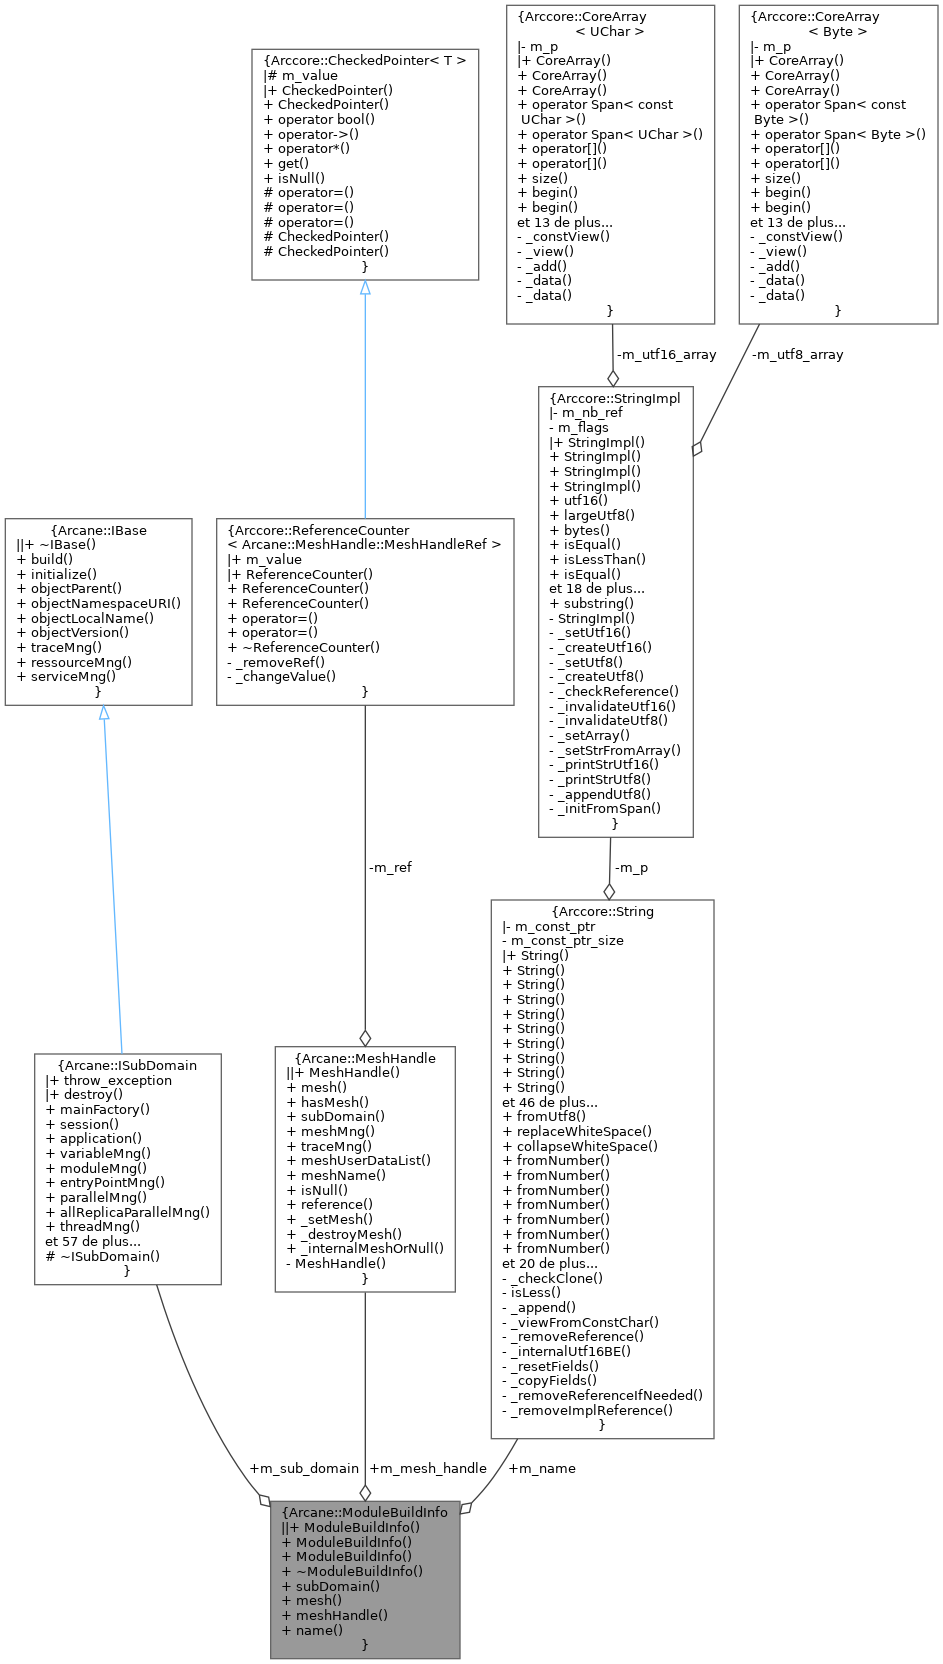 {Arccore::CoreArray
< UChar >
|- m_p
|+ CoreArray()
+ CoreArray()
+ CoreArray()
+ operator Span< const
UChar >()
+ operator Span< UChar >()
+ operator[]()
+ operator[]()
+ size()
+ begin()
+ begin()
et 13 de plus...
- _constView()
- _view()
- _add()
- _data()
- _data()
}
{Arccore::CoreArray
< Byte >
|- m_p
|+ CoreArray()
+ CoreArray()
+ CoreArray()
+ operator Span< const
Byte >()
+ operator Span< Byte >()
+ operator[]()
+ operator[]()
+ size()
+ begin()
+ begin()
et 13 de plus...
- _constView()
- _view()
- _add()
- _data()
- _data()
}
{Arccore::CheckedPointer< T >
|# m_value
|+ CheckedPointer()
+ CheckedPointer()
+ operator bool()
+ operator->()
+ operator*()
+ get()
+ isNull()
# operator=()
# operator=()
# operator=()
# CheckedPointer()
# CheckedPointer()
}
-m_utf16_array
-m_utf8_array
{Arccore::StringImpl
|- m_nb_ref
- m_flags
|+ StringImpl()
+ StringImpl()
+ StringImpl()
+ StringImpl()
+ utf16()
+ largeUtf8()
+ bytes()
+ isEqual()
+ isLessThan()
+ isEqual()
et 18 de plus...
+ substring()
- StringImpl()
- _setUtf16()
- _createUtf16()
- _setUtf8()
- _createUtf8()
- _checkReference()
- _invalidateUtf16()
- _invalidateUtf8()
- _setArray()
- _setStrFromArray()
- _printStrUtf16()
- _printStrUtf8()
- _appendUtf8()
- _initFromSpan()
}
{Arcane::IBase
||+ ~IBase()
+ build()
+ initialize()
+ objectParent()
+ objectNamespaceURI()
+ objectLocalName()
+ objectVersion()
+ traceMng()
+ ressourceMng()
+ serviceMng()
}
{Arccore::ReferenceCounter
< Arcane::MeshHandle::MeshHandleRef >
|+ m_value
|+ ReferenceCounter()
+ ReferenceCounter()
+ ReferenceCounter()
+ operator=()
+ operator=()
+ ~ReferenceCounter()
- _removeRef()
- _changeValue()
}
-m_ref
-m_p
{Arccore::String
|- m_const_ptr
- m_const_ptr_size
|+ String()
+ String()
+ String()
+ String()
+ String()
+ String()
+ String()
+ String()
+ String()
+ String()
et 46 de plus...
+ fromUtf8()
+ replaceWhiteSpace()
+ collapseWhiteSpace()
+ fromNumber()
+ fromNumber()
+ fromNumber()
+ fromNumber()
+ fromNumber()
+ fromNumber()
+ fromNumber()
et 20 de plus...
- _checkClone()
- isLess()
- _append()
- _viewFromConstChar()
- _removeReference()
- _internalUtf16BE()
- _resetFields()
- _copyFields()
- _removeReferenceIfNeeded()
- _removeImplReference()
}
{Arcane::ISubDomain
|+ throw_exception
|+ destroy()
+ mainFactory()
+ session()
+ application()
+ variableMng()
+ moduleMng()
+ entryPointMng()
+ parallelMng()
+ allReplicaParallelMng()
+ threadMng()
et 57 de plus...
# ~ISubDomain()
}
{Arcane::MeshHandle
||+ MeshHandle()
+ mesh()
+ hasMesh()
+ subDomain()
+ meshMng()
+ traceMng()
+ meshUserDataList()
+ meshName()
+ isNull()
+ reference()
+ _setMesh()
+ _destroyMesh()
+ _internalMeshOrNull()
- MeshHandle()
}
+m_sub_domain
+m_mesh_handle
+m_name
{Arcane::ModuleBuildInfo
||+ ModuleBuildInfo()
+ ModuleBuildInfo()
+ ModuleBuildInfo()
+ ~ModuleBuildInfo()
+ subDomain()
+ mesh()
+ meshHandle()
+ name()
}